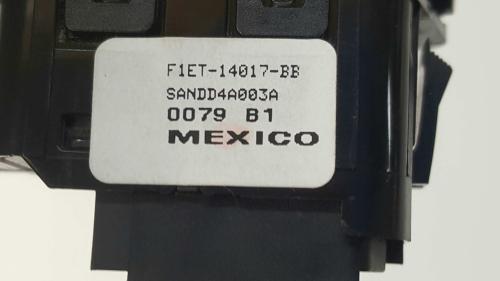 F1ET-14017-BB
SANDD4A003A
0079 B1
MEXICO